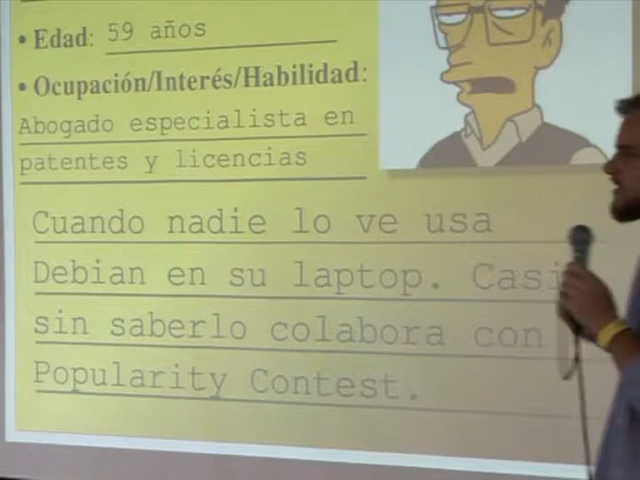 • Edad: 59 años
• Ocupación/Interés/Habilidad:
Abogado especialista en
patentes y licencias
Cuando nadie lo ve usa
Debian en su laptop. Casi
sin saberlo colabora con
Popularity Contest.